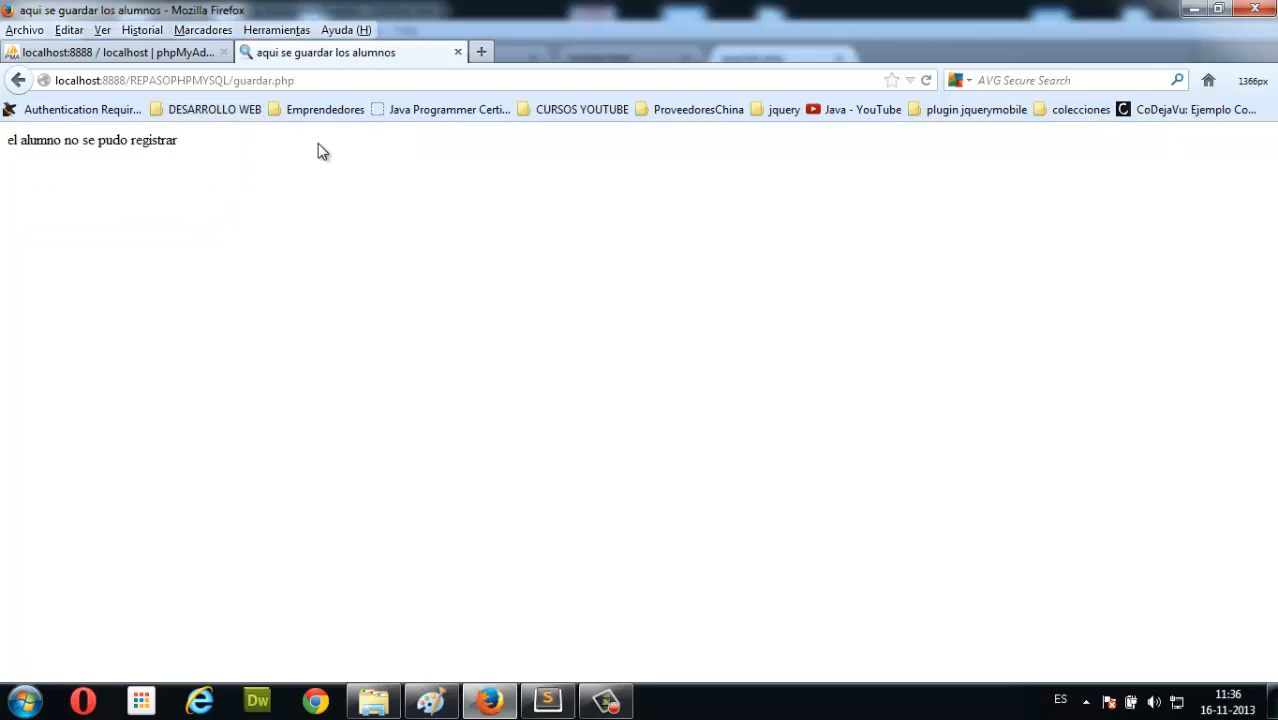 aqui se guardar los alumnos - Mozilla Firefox
Archivo Editar Ver Historial Marcadores Herramientas Ayuda (H)
PMA localhost:8888 / localhost | phpMyAd... aqui se guardar los alumnos
localhost:8888/REPASOPHPMYSQL/guardar.php AVG Secure Search 1366px
Authentication Requir... DESARROLLO WEB Emprendedores Java Programmer Certi... CURSOS YOUTUBE ProveedoresChina jquery Java - YouTube plugin jquerymobile colecciones C CoDejaVu: Ejemplo Co...
el alumno no se pudo registrar
Dw S ES 11:36
16-11-2013